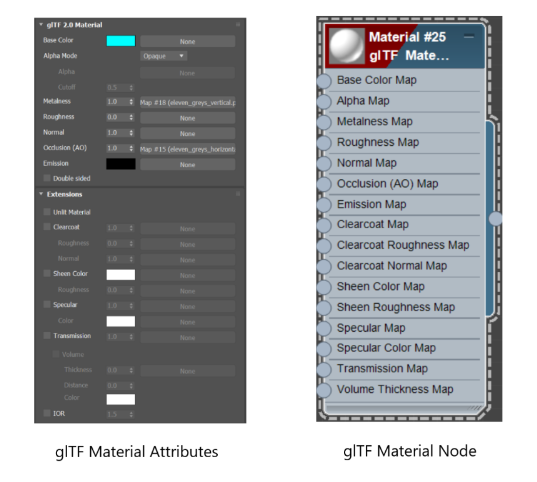 glTF 2.0 Material
Base Color None
Alpha Mode Opaque
Alpha None
Cutoff 0.5
Metalness 1.0 Map #18 (eleven_greys_vertical.p
Roughness 0.0 None
Normal 1.0 None
Occlusion (AO) 1.0 Map #15 (eleven_greys_horizonta
Emission None
Double sided
Extensions
Unlit Material
Clearcoat 1.0 None
Roughness 0.0 None
Normal 1.0 None
Sheen Color None
Roughness 0.0 None
Specular 1.0 None
Color None
Transmission 1.0 None
Volume
Thickness 0.0 None
Distance 0.0
Color
IOR 1.5
glTF Material Attributes
Material #25
glTF Mate...
Base Color Map
Alpha Map
Metalness Map
Roughness Map
Normal Map
Occlusion (AO) Map
Emission Map
Clearcoat Map
Clearcoat Roughness Map
Clearcoat Normal Map
Sheen Color Map
Sheen Roughness Map
Specular Map
Specular Color Map
Transmission Map
Volume Thickness Map
glTF Material Node